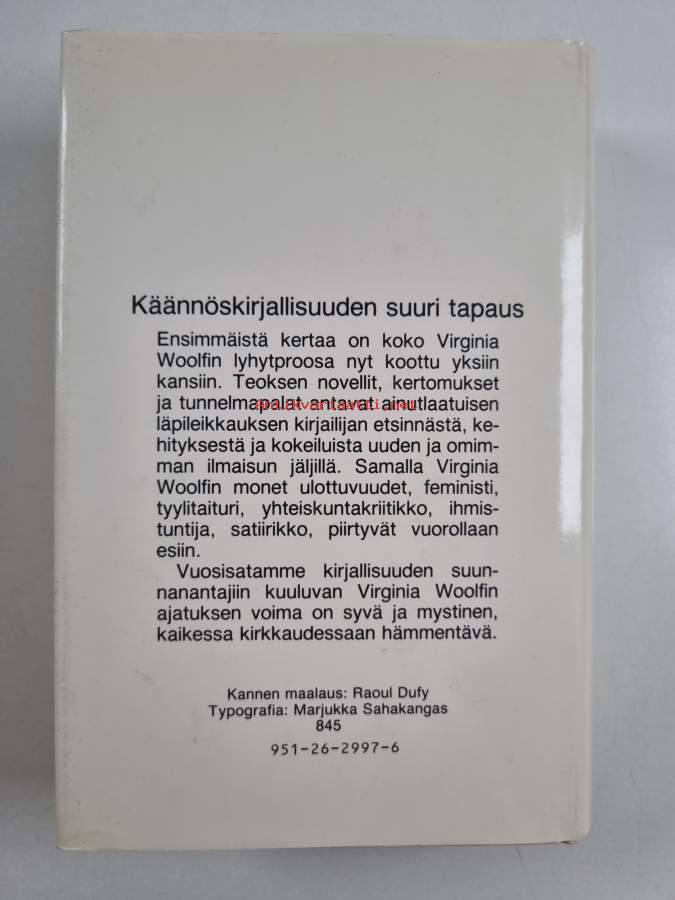 Käännöskirjallisuuden suuri tapaus
Ensimmäistä kertaa on koko Virginia
Woolfin lyhytproosa nyt koottu yksiin
kansiin. Teoksen novellit, kertomukset
ja tunnelmapalat antavat ainutlaatuisen
Antikvariaatti.net
läpileikkauksen kirjailijan etsinnästä, ke-
hityksestä ja kokeiluista uuden ja omim-
man ilmaisun jäljillä. Samalla Virginia
Woolfin monet ulottuvuudet, feministi,
tyylitaituri, yhteiskuntakriitikko, ihmis-
tuntija, satiirikko, piirtyvät vuorollaan
esiin.
Vuosisatamme kirjallisuuden suun-
nanantajiin kuuluvan Virginia Woolfin
ajatuksen voima on syvä ja mystinen,
kaikessa kirkkaudessaan hämmentävä.
Kannen maalaus: Raoul Dufy
Typografia: Marjukka Sahakangas
845
951-26-2997-6